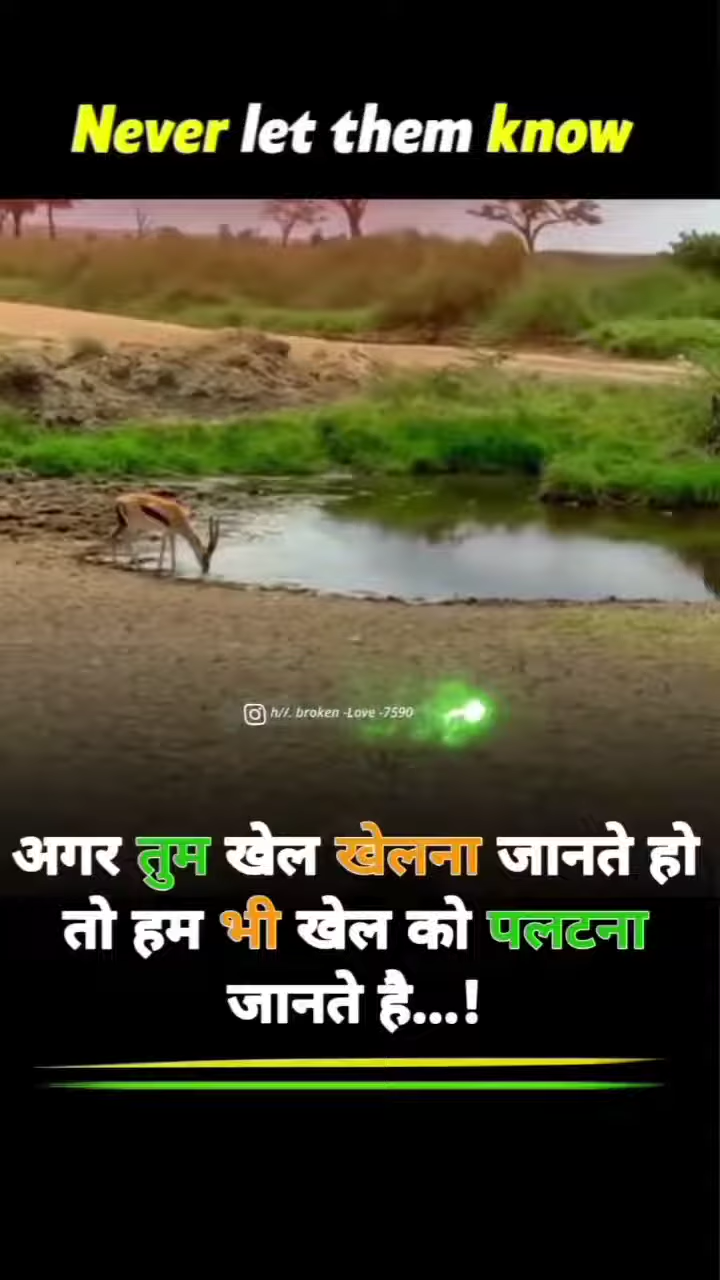 Never let them know
h//. broken -Love -7590
अगर तुम खेल खेलना जानते हो
तो हम भी खेल को पलटना
जानते है...!